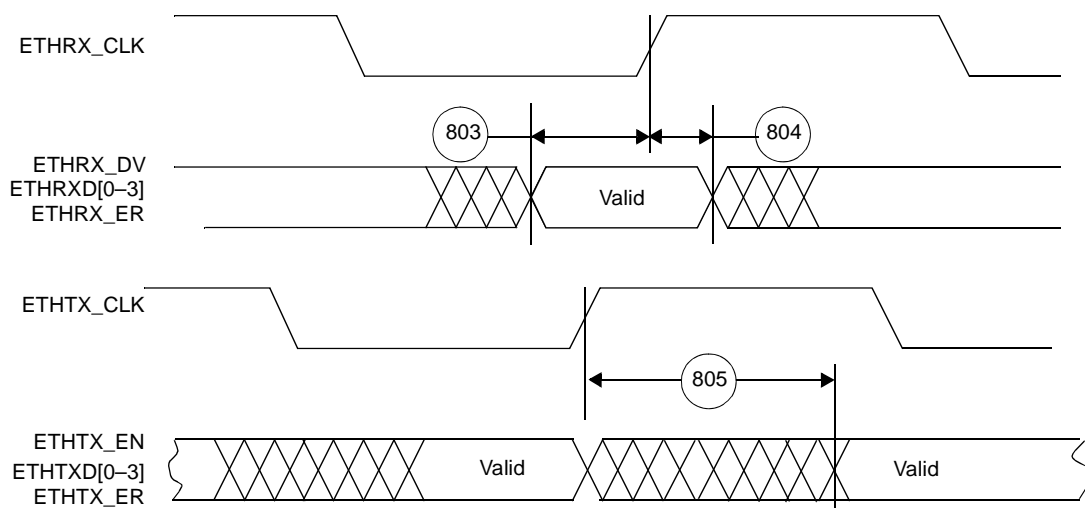 ETHRX_CLK
803
804
ETHRX_DV
ETHRXD[0–3]
ETHRX_ER
Valid
ETHTX_CLK
805
ETHTX_EN
ETHTXD[0–3]
ETHTX_ER
Valid
Valid